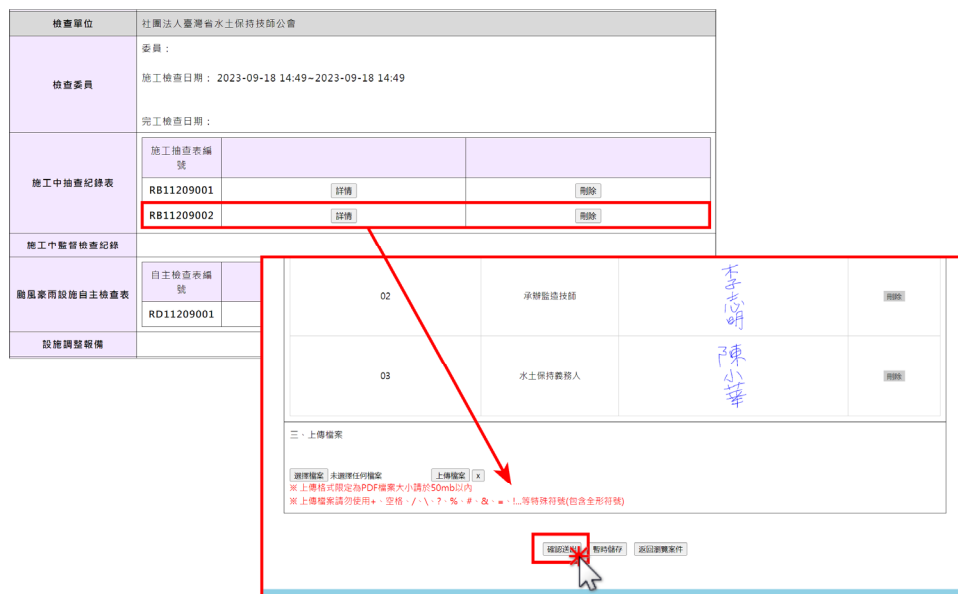 檢查單位 社團法人臺灣省水土保持技師公會
檢查委員
委員：
施工檢查日期： 2023-09-18 14:49~2023-09-18 14:49
完工檢查日期：
施工中抽查紀錄表
施工抽查表編號
RB11209001 詳情 刪除
RB11209002 詳情 刪除
施工中監督檢查紀錄
颱風豪雨設施自主檢查表
自主檢查表編號
RD11209001
設施調整報備
02 承辦監造技師 李志明 刪除
03 水土保持義務人 陳小華 刪除
三、上傳檔案
選擇檔案 未選擇任何檔案 上傳檔案 x
※ 上傳格式限定為PDF檔案大小請於50mb以內
※ 上傳檔案請勿使用+、空格、/、\、?、%、#、&、=、!...等特殊符號(包含全形符號)
確認送出 暫時儲存 返回瀏覽案件